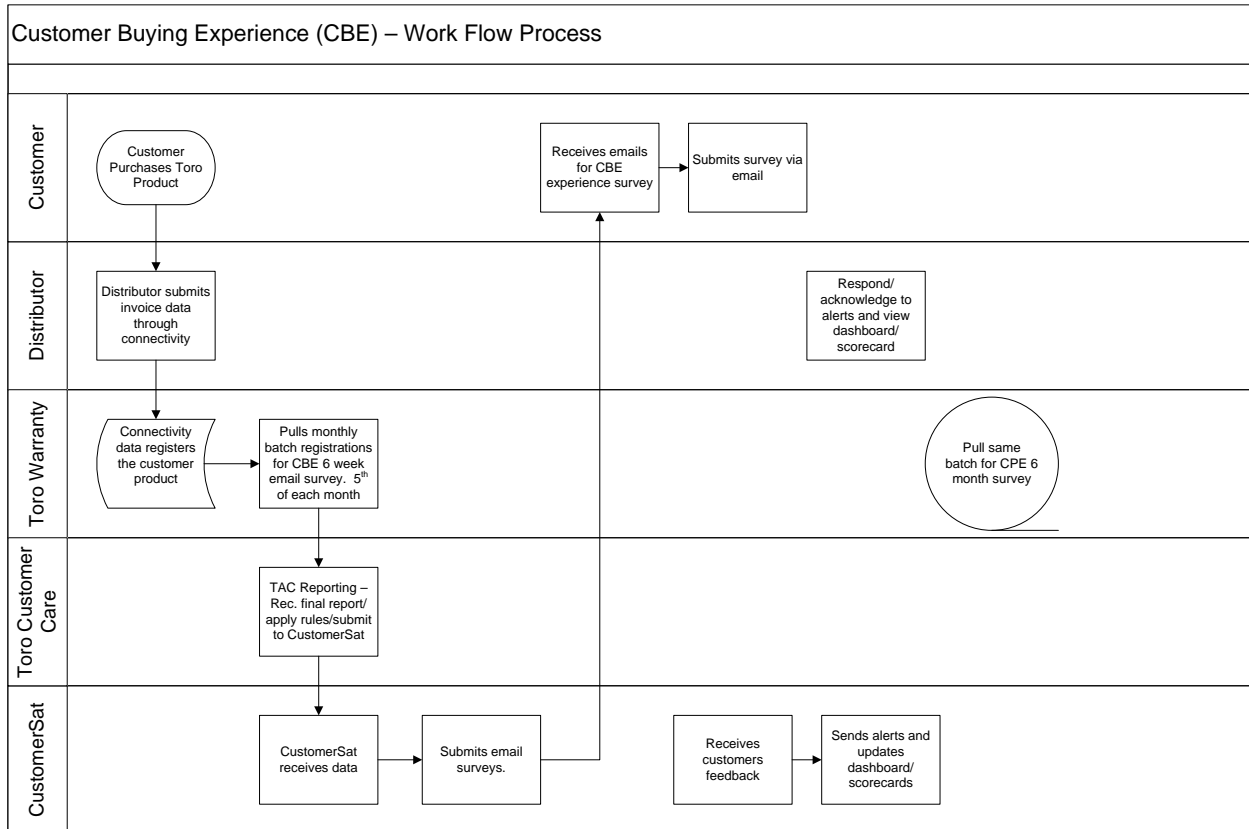 Customer Buying Experience (CBE) – Work Flow Process
Customer
Customer
Purchases Toro
Product
Receives emails
for CBE
experience survey
Submits survey via
email
Distributor
Distributor submits
invoice data
through
connectivity
Respond/
acknowledge to
alerts and view
dashboard/
scorecard
Toro Warranty
Connectivity
data registers
the customer
product
Pulls monthly
batch registrations
for CBE 6 week
email survey. 5th
of each month
Pull same
batch for CPE 6
month survey
Toro Customer
Care
TAC Reporting –
Rec. final report/
apply rules/submit
to CustomerSat
CustomerSat
CustomerSat
receives data
Submits email
surveys.
Receives
customers
feedback
Sends alerts and
updates
dashboard/
scorecards